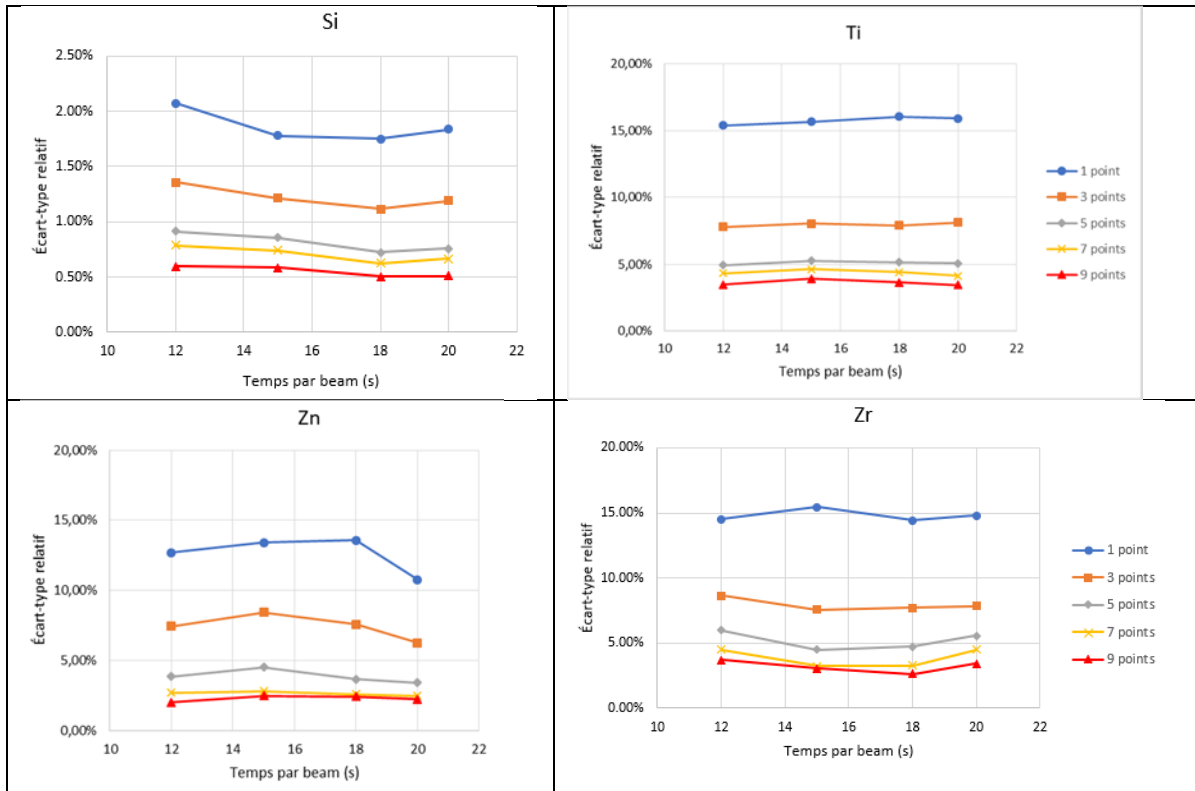 Si
2.50%
2.00%
1.50%
1.00%
0.50%
0.00%
Écart-type relatif
10 12 14 16 18 20 22
Temps par beam (s)
Ti
20,00%
15,00%
10,00%
5,00%
0,00%
Écart-type relatif
10 12 14 16 18 20 22
Temps par beam (s)
1 point
3 points
5 points
7 points
9 points
Zn
20,00%
15,00%
10,00%
5,00%
0,00%
Écart-type relatif
10 12 14 16 18 20 22
Temps par beam (s)
Zr
20.00%
15.00%
10.00%
5.00%
0.00%
Écart-type relatif
10 12 14 16 18 20 22
Temps par beam (s)
1 point
3 points
5 points
7 points
9 points